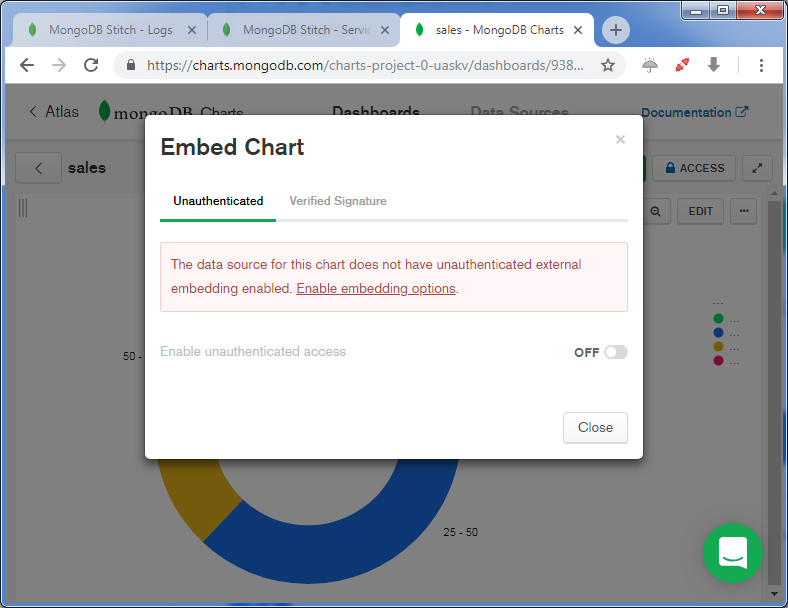 MongoDB Stitch - Logs
MongoDB Stitch - Servic
sales - MongoDB Charts
https://charts.mongodb.com/charts-project-0-uaskv/dashboards/938...
Atlas
mongoDB Charts
Dashboards
Data Sources
Documentation
sales
ACCESS
EDIT
...
Embed Chart
Unauthenticated
Verified Signature
The data source for this chart does not have unauthenticated external
embedding enabled. Enable embedding options.
Enable unauthenticated access
OFF
Close
...
...
...
...
...
50 -
25 - 50